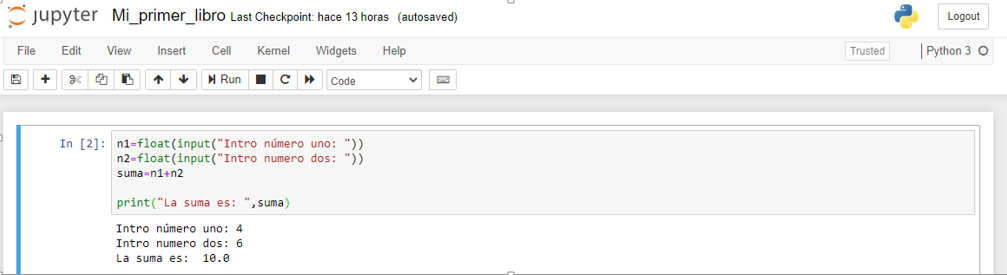 jupyter Mi_primer_libro Last Checkpoint: hace 13 horas (autosaved)
Logout
File Edit View Insert Cell Kernel Widgets Help
Trusted
Python 3
Run
Code
In [2]:
n1=float(input("Intro número uno: "))
n2=float(input("Intro numero dos: "))
suma=n1+n2
print("La suma es: ",suma)
Intro número uno: 4
Intro numero dos: 6
La suma es:  10.0